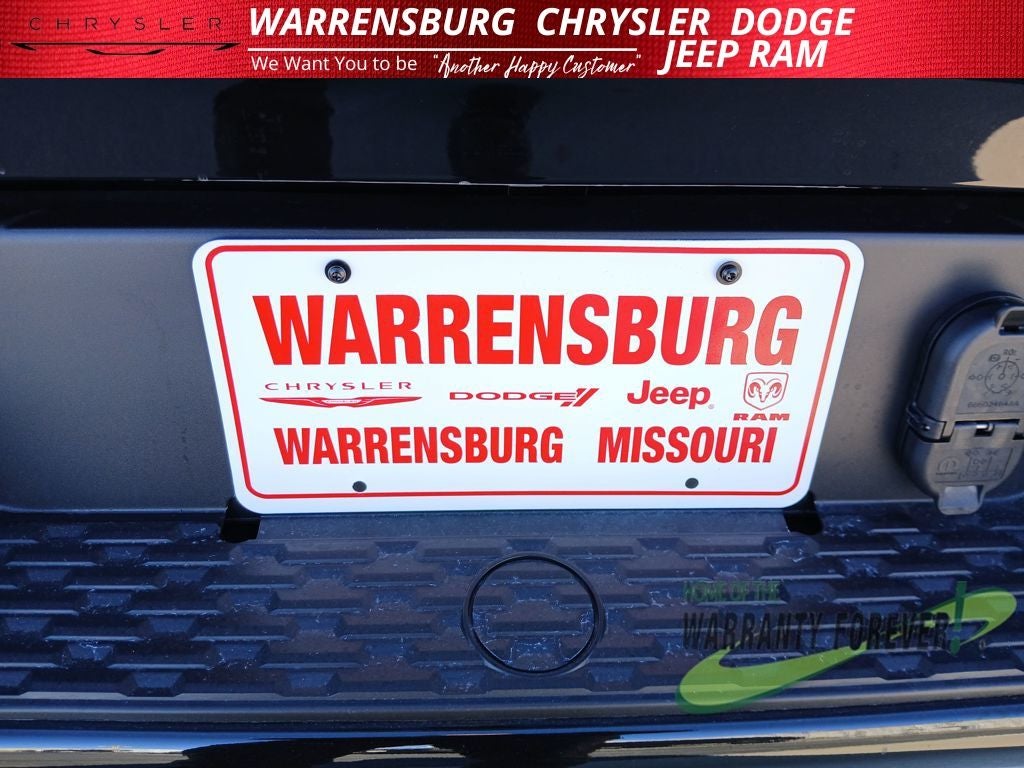 CHRYSLER
WARRENSBURG CHRYSLER DODGE
JEEP RAM
We Want You to be "Another Happy Customer"
WARRENSBURG
CHRYSLER DODGE Jeep RAM
WARRENSBURG MISSOURI
HOME OF THE
WARRANTY FOREVER!